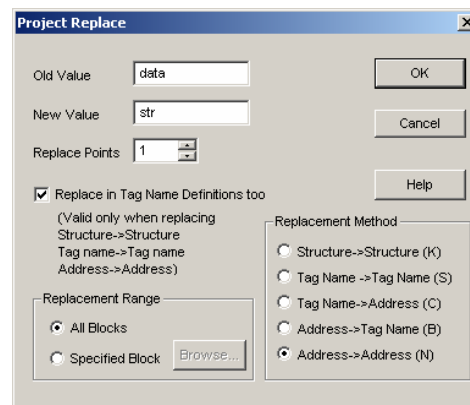 Project Replace
Old Value data
OK
New Value str
Cancel
Replace Points 1
Help
Replace in Tag Name Definitions too
(Valid only when replacing
Structure->Structure
Tag name->Tag name
Address->Address)
Replacement Method
Structure->Structure (K)
Tag Name ->Tag Name (S)
Tag Name->Address (C)
Address->Tag Name (B)
Address->Address (N)
Replacement Range
All Blocks
Specified Block Browse...